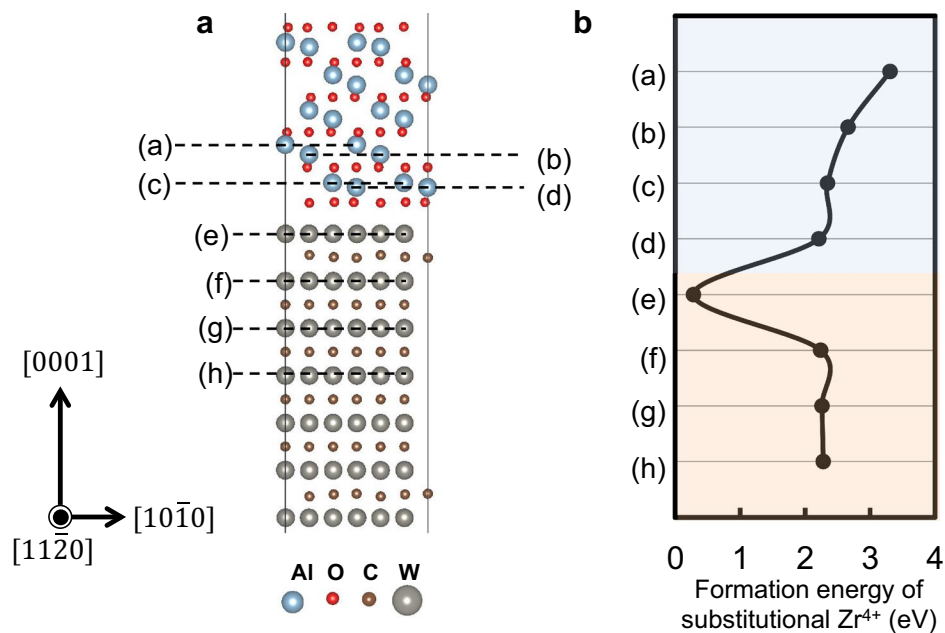 a
(a)
(b)
(c)
(d)
(e)
(f)
(g)
(h)
[0001]
[101̅0]
[112̅0]
Al O C W
b
(a)
(b)
(c)
(d)
(e)
(f)
(g)
(h)
0 1 2 3 4
Formation energy of
substitutional Zr⁴⁺ (eV)